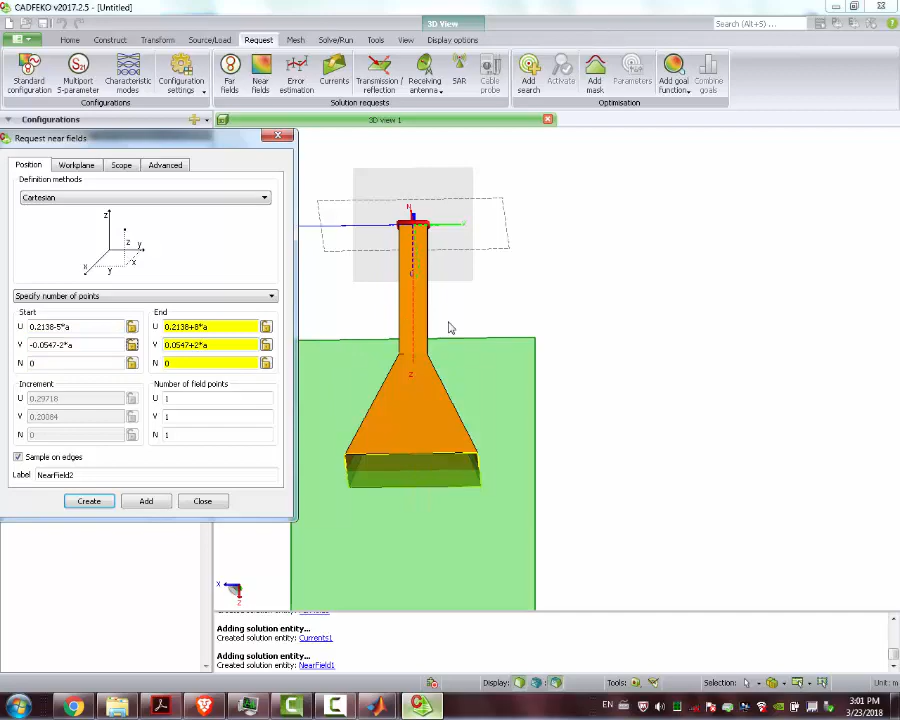 CADFEKO v2017.2.5 - [Untitled]
3D View
Search (Alt+S) . . .
Home Construct Transform Source/Load Request Mesh Solve/Run Tools View Display options
Standard configuration
Multiport S-parameter
Characteristic modes
Configuration settings
Far fields
Near fields
Error estimation
Currents
Transmission / reflection
Receiving antenna
SAR
Cable probe
Add search
Activate
Add mask
Parameters
Add goal function
Combine goals
Configurations Solution requests Optimisation
Configurations
3D view 1
Request near fields
Position Workplane Scope Advanced
Definition methods
Cartesian
z
z
y
x
y
x
Specify number of points
Start End
U 0.2138-5*a U 0.2138+6*a
V -0.0547-2*a V 0.0547+2*a
N 0 N 0
Increment Number of field points
U 0.29718 U 1
V 0.20084 V 1
N 0 N 1
Sample on edges
Label NearField2
Create Add Close
N
Z
X
Z
Adding solution entity...
Created solution entity: Currents1
Adding solution entity...
Created solution entity: NearField1
Display: Tools: Selection: Unit: m
EN
3:01 PM
3/23/2018